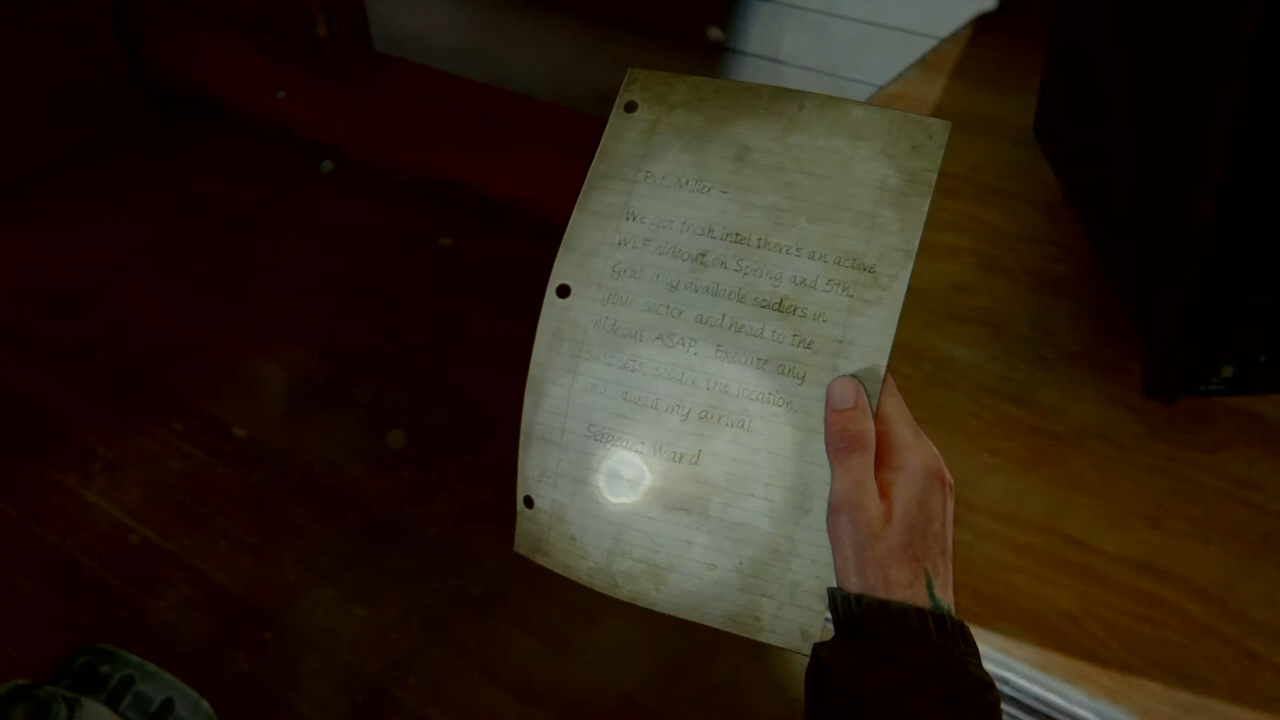 Pvt. Miller -
We got fresh intel there's an active
WLF hideout on Spring and 5th.
Grab any available soldiers in
your sector and head to the
hideout ASAP. Execute any
secure the location,
and await my arrival.
Sergeant Ward